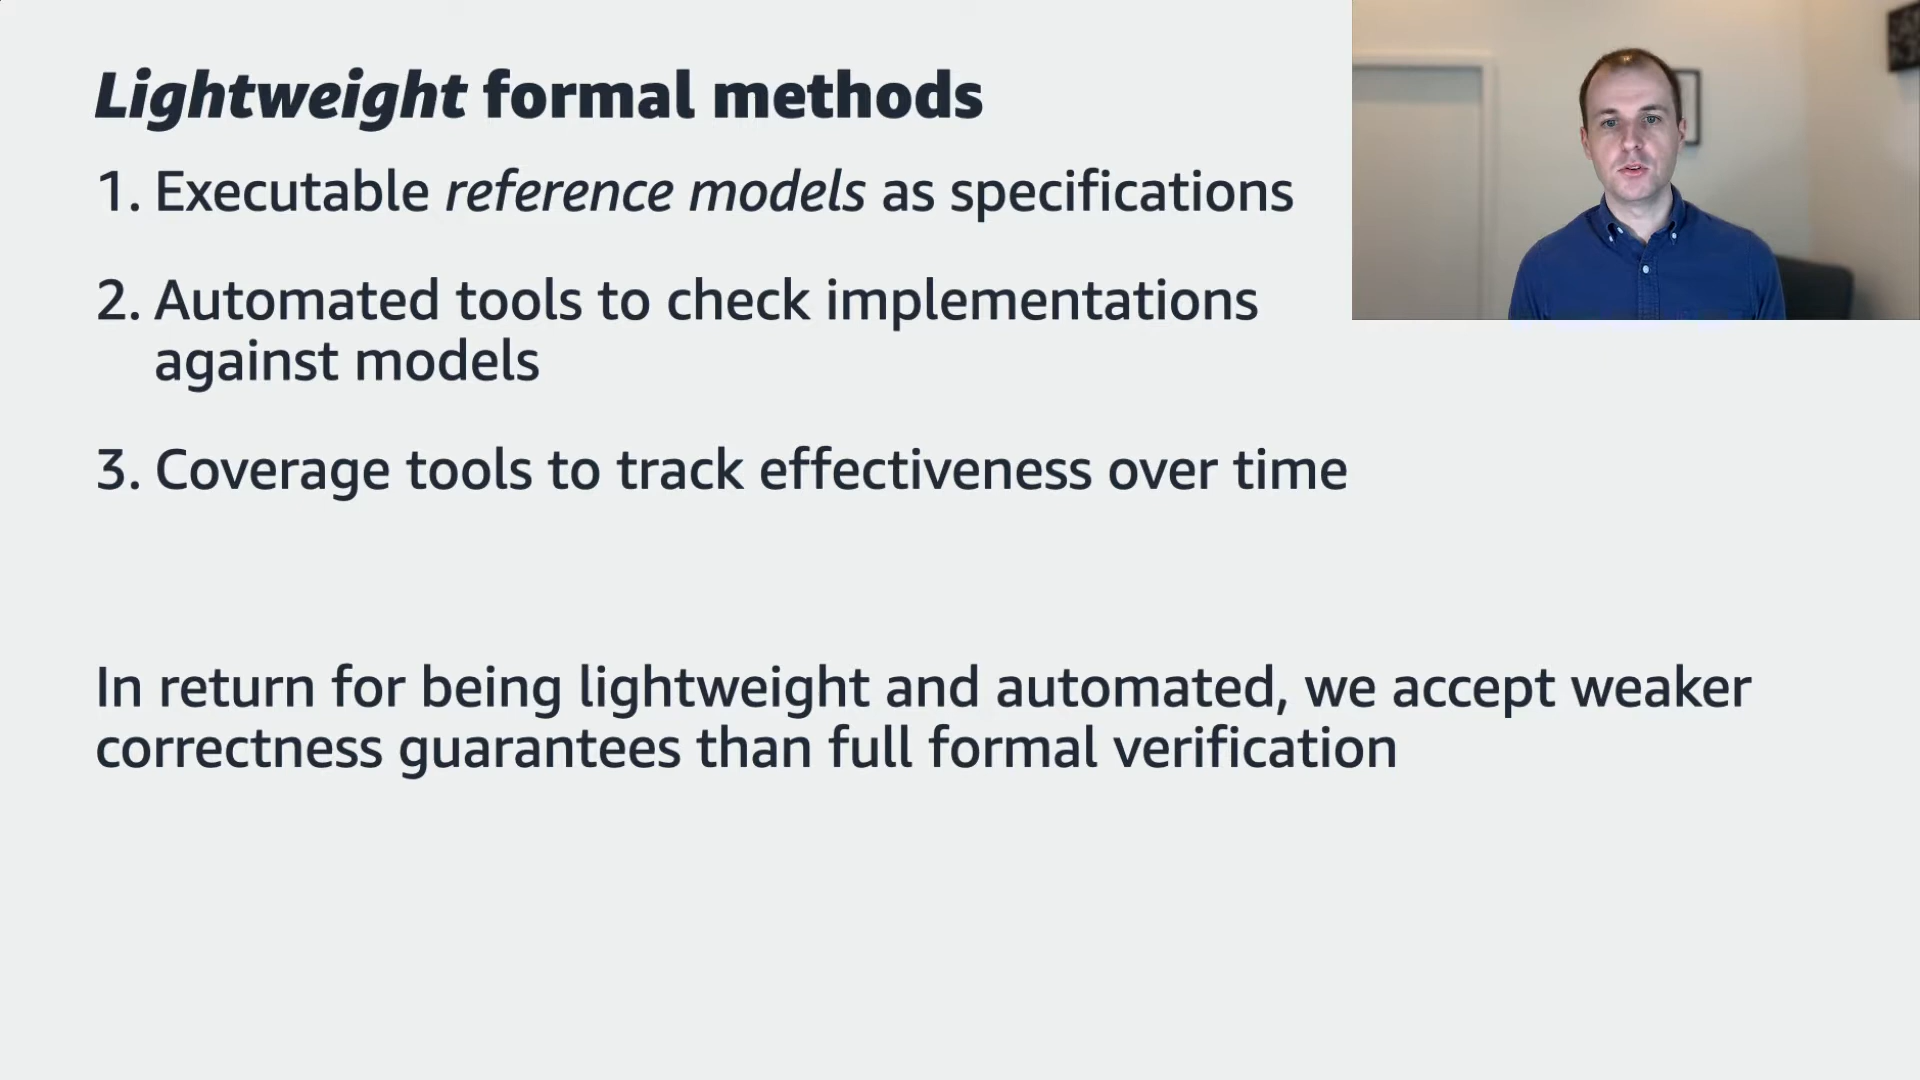 Lightweight formal methods
1. Executable reference models as specifications
2. Automated tools to check implementations
against models
3. Coverage tools to track effectiveness over time
In return for being lightweight and automated, we accept weaker
correctness guarantees than full formal verification